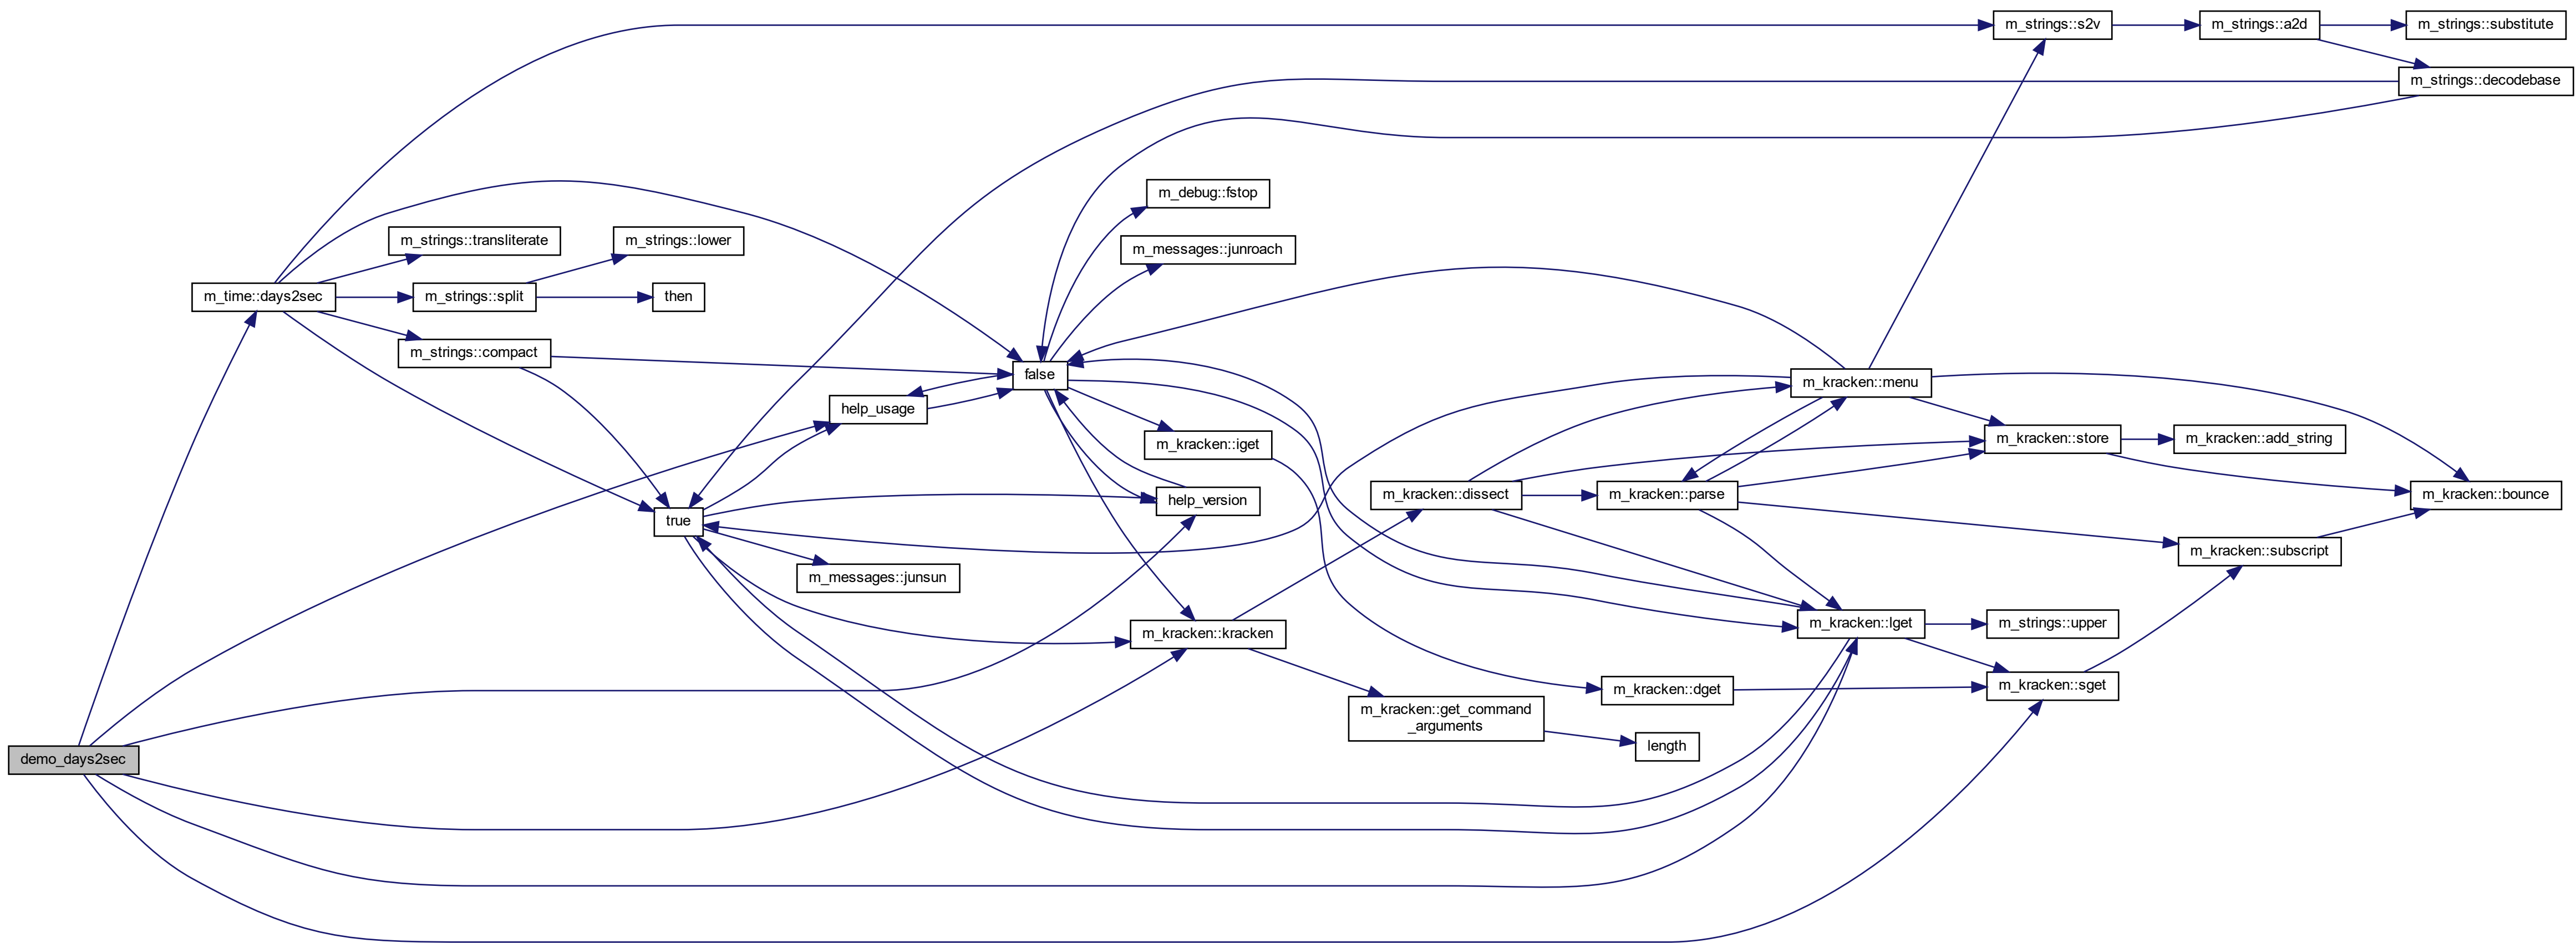 m_strings::s2v
m_strings::a2d
m_strings::substitute
m_strings::decodebase
m_debug::fstop
m_strings::transliterate
m_strings::lower
m_messages::junroach
m_time::days2sec
m_strings::split
then
m_strings::compact
false
m_kracken::menu
help_usage
m_kracken::iget
m_kracken::store
m_kracken::add_string
help_version
m_kracken::dissect
m_kracken::parse
m_kracken::bounce
true
m_kracken::subscript
m_messages::junsun
m_kracken::kracken
m_kracken::lget
m_strings::upper
m_kracken::dget
m_kracken::sget
m_kracken::get_command
_arguments
length
demo_days2sec